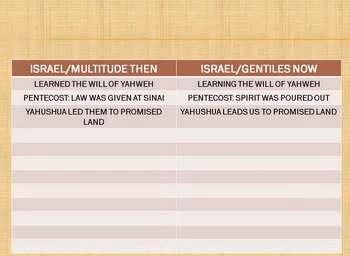 ISRAEL/MULTITUDE THEN
ISRAEL/GENTILES NOW
LEARNED THE WILL OF YAHWEH
LEARNING THE WILL OF YAHWEH
PENTECOST: LAW WAS GIVEN AT SINAI
PENTECOST: SPIRIT WAS POURED OUT
YAHUSHUA LED THEM TO PROMISED
LAND
YAHUSHUA LEADS US TO PROMISED LAND